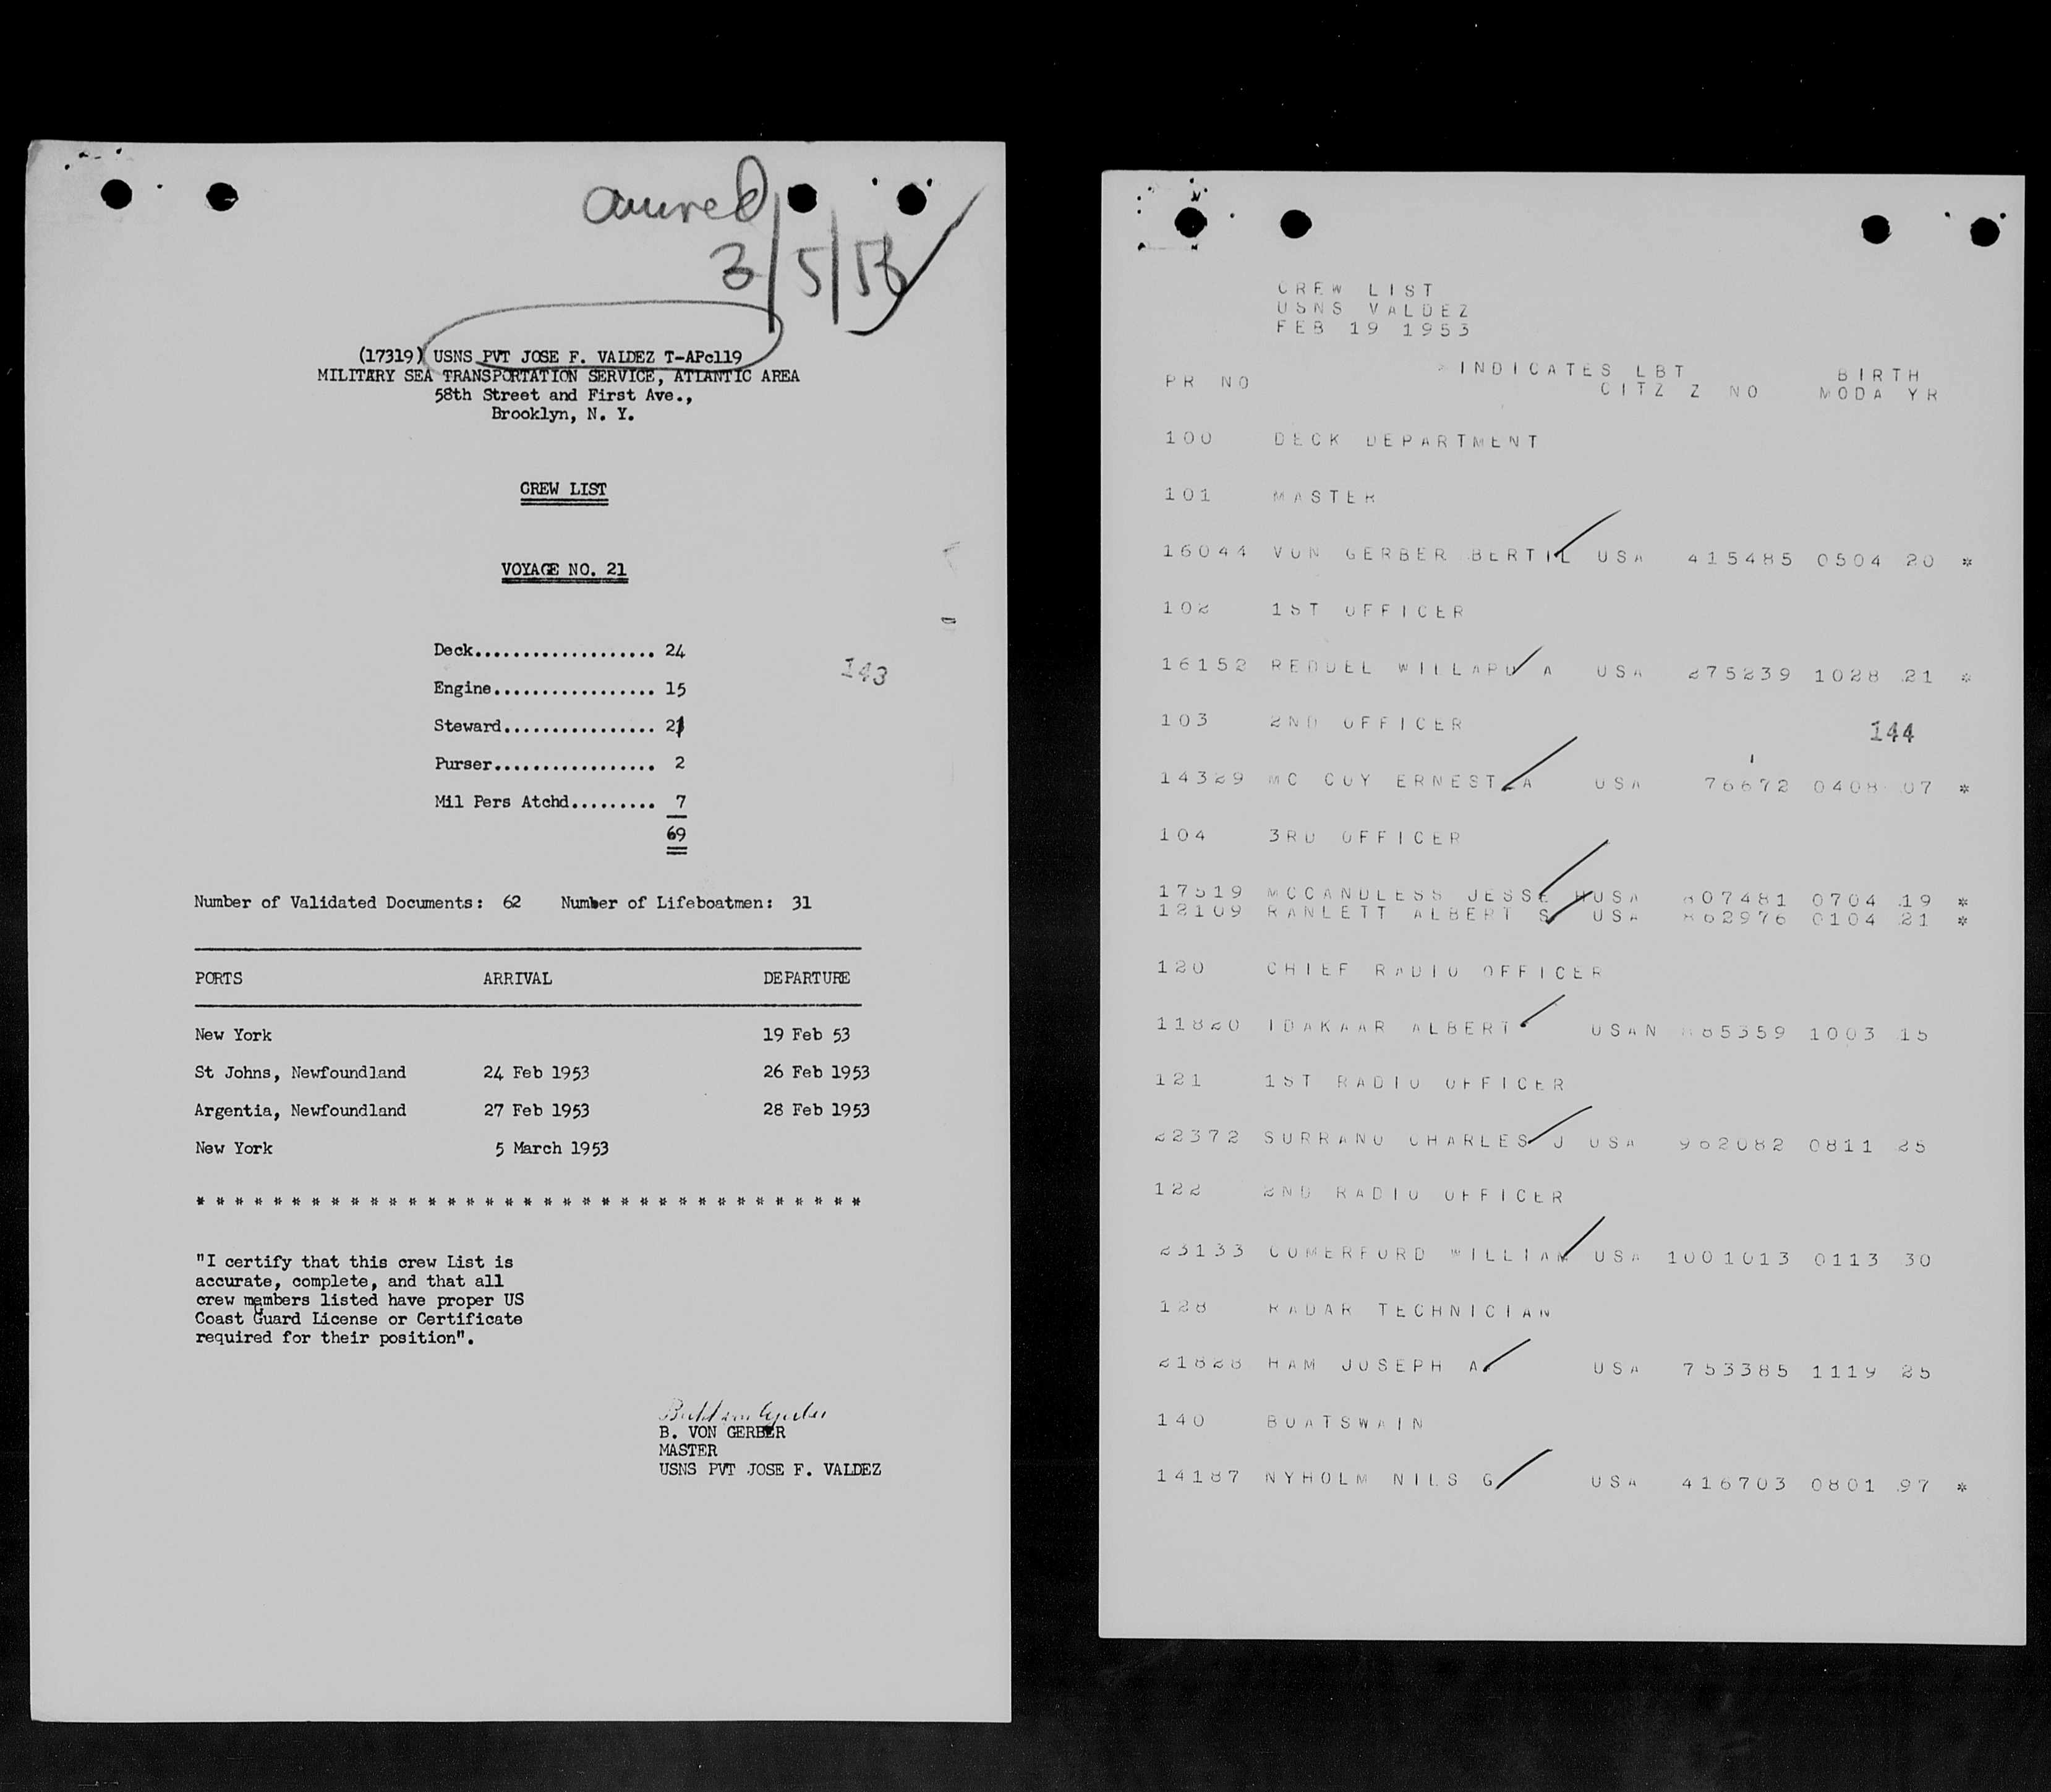 3/5/53
(17319) USNS PVT JOSE F. VALDEZ T-APc119
MILITARY SEA TRANSPORTATION SERVICE, ATLANTIC AREA
58th Street and First Ave.,
Brooklyn, N. Y.
CREW LIST
VOYAGE NO. 21
Deck................... 24
Engine................. 15
Steward................ 21
143
Purser................. 2
Mil Pers Atchd......... 7
69
Number of Validated Documents: 62 Number of Lifeboatmen: 31
PORTS ARRIVAL DEPARTURE
New York 19 Feb 53
St Johns, Newfoundland 24 Feb 1953 26 Feb 1953
Argentia, Newfoundland 27 Feb 1953 28 Feb 1953
New York 5 March 1953
* * * * * * * * * * * * * * * * * * * * * * * * * * * * * * * * * * *
"I certify that this crew List is
accurate, complete, and that all
crew members listed have proper US
Coast Guard License or Certificate
required for their position".
B. VON GERBER
MASTER
USNS PVT JOSE F. VALDEZ
CREW LIST
USNS VALDEZ
FEB 19 1953
* INDICATES LBT BIRTH
PR NO CITZ Z NO MODA YR
100 DECK DEPARTMENT
101 MASTER
16044 VON GERBER BERTIL USA 415485 0504 20 *
102 1ST OFFICER
16152 REDDEL WILLARD A USA 275239 1028 21 *
103 2ND OFFICER
144
14329 MC COY ERNEST A USA 76672 0408 07 *
104 3RD OFFICER
17519 MCCANDLESS JESSE H USA 807481 0704 19 *
12109 RANLETT ALBERT S USA 862976 0104 21 *
120 CHIEF RADIO OFFICER
11820 IDAKAAR ALBERT USAN 885359 1003 15
121 1ST RADIO OFFICER
22372 SURRANO CHARLES J USA 962082 0811 25
122 2ND RADIO OFFICER
23133 COMERFORD WILLIAM USA 1001013 0113 30
128 RADAR TECHNICIAN
21828 HAM JOSEPH A USA 753385 1119 25
140 BOATSWAIN
14187 NYHOLM NILS G USA 416703 0801 97 *